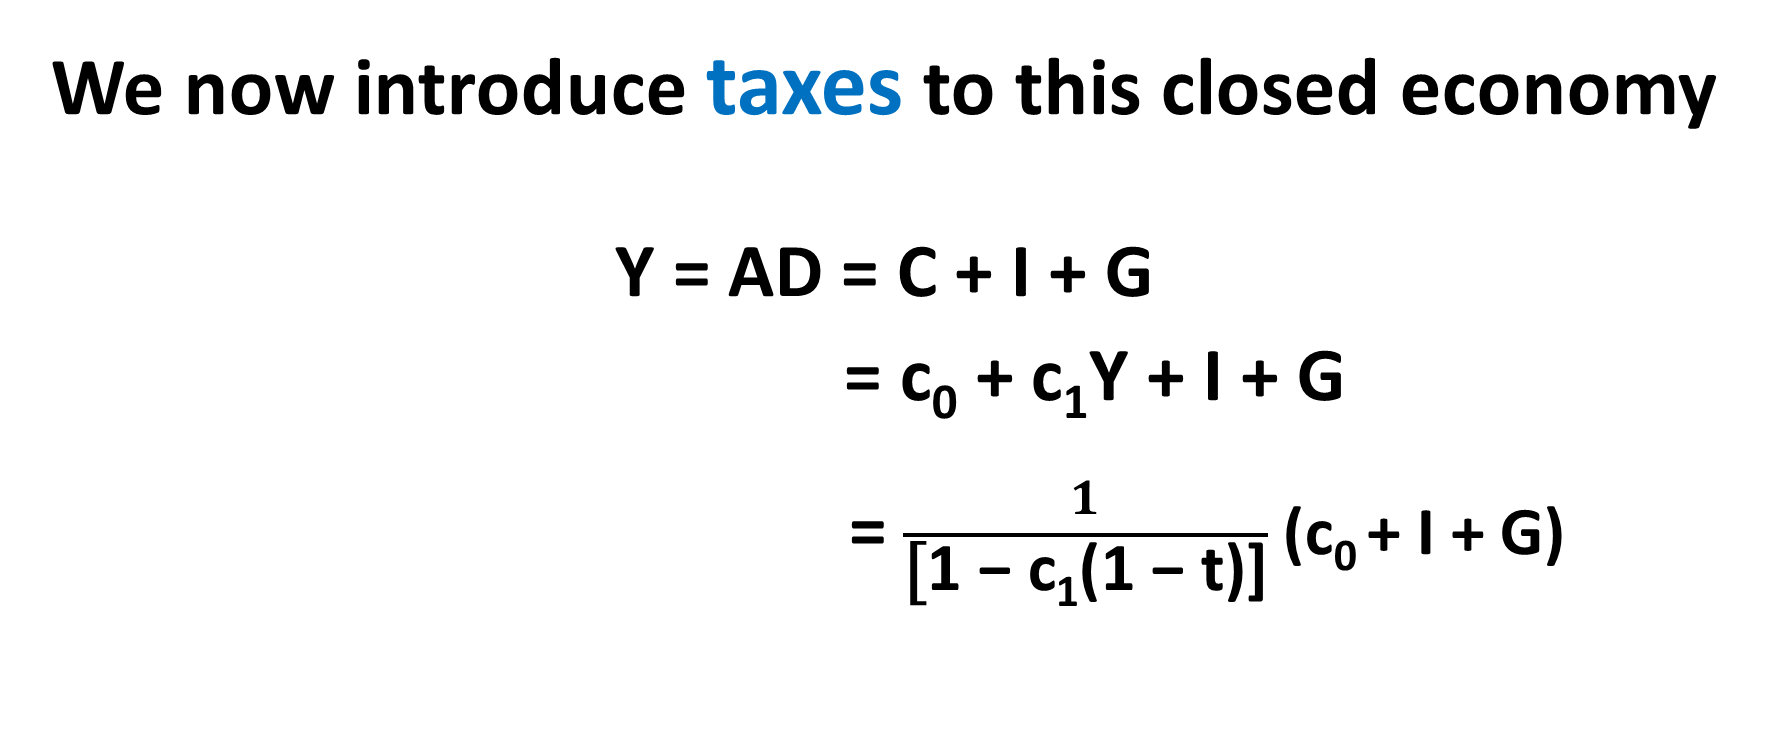 We now introduce taxes to this closed economy
Y = AD = C + I + G
= c₀ + c₁Y + I + G
= 1 / [1 − c₁(1 − t)] (c₀ + I + G)